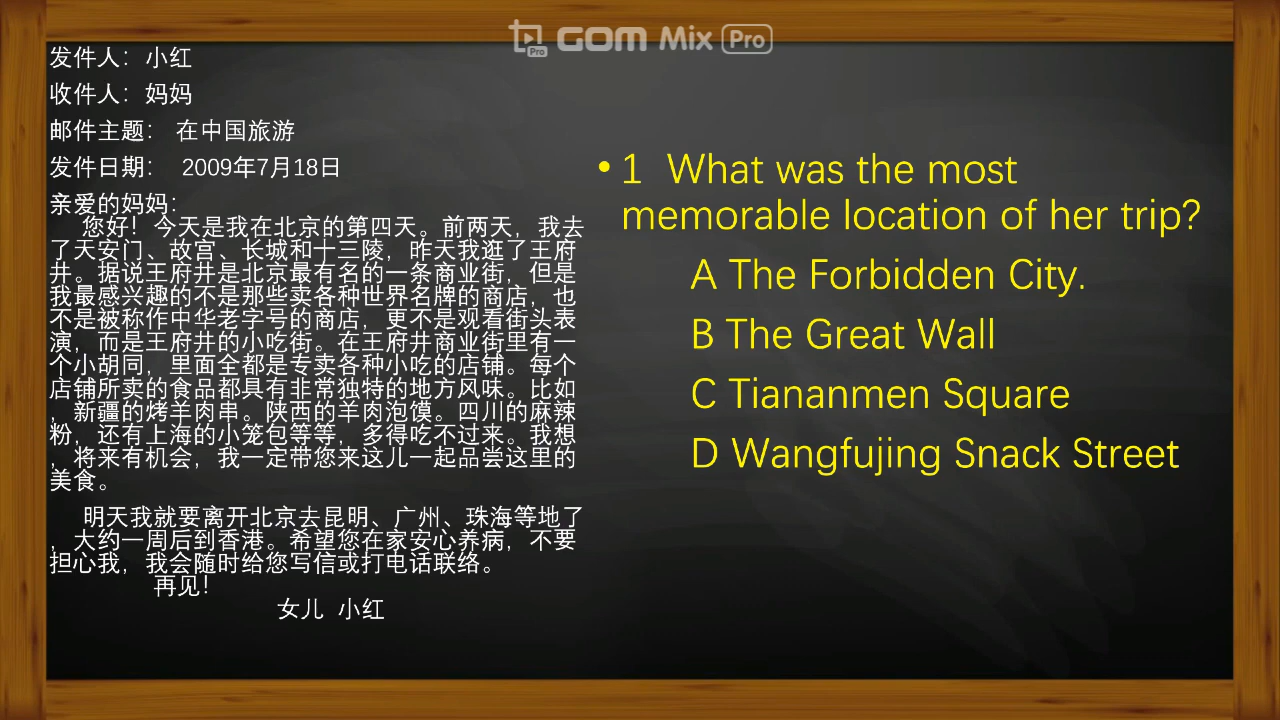 GOM Mix Pro
发件人：小红
收件人：妈妈
邮件主题： 在中国旅游
发件日期： 2009年7月18日
亲爱的妈妈：
您好！今天是我在北京的第四天。前两天，我去
了天安门、故宫、长城和十三陵，昨天我逛了王府
井。据说王府井是北京最有名的一条商业街，但是
我最感兴趣的不是那些卖各种世界名牌的商店，也
不是被称作中华老字号的商店，更不是观看街头表
演，而是王府井的小吃街。在王府井商业街里有一
个小胡同，里面全都是专卖各种小吃的店铺。每个
店铺所卖的食品都具有非常独特的地方风味。比如
，新疆的烤羊肉串。陕西的羊肉泡馍。四川的麻辣
粉，还有上海的小笼包等等，多得吃不过来。我想
，将来有机会，我一定带您来这儿一起品尝这里的
美食。
明天我就要离开北京去昆明、广州、珠海等地了
，大约一周后到香港。希望您在家安心养病，不要
担心我，我会随时给您写信或打电话联络。
再见！
女儿 小红
• 1 What was the most
memorable location of her trip?
A The Forbidden City.
B The Great Wall
C Tiananmen Square
D Wangfujing Snack Street